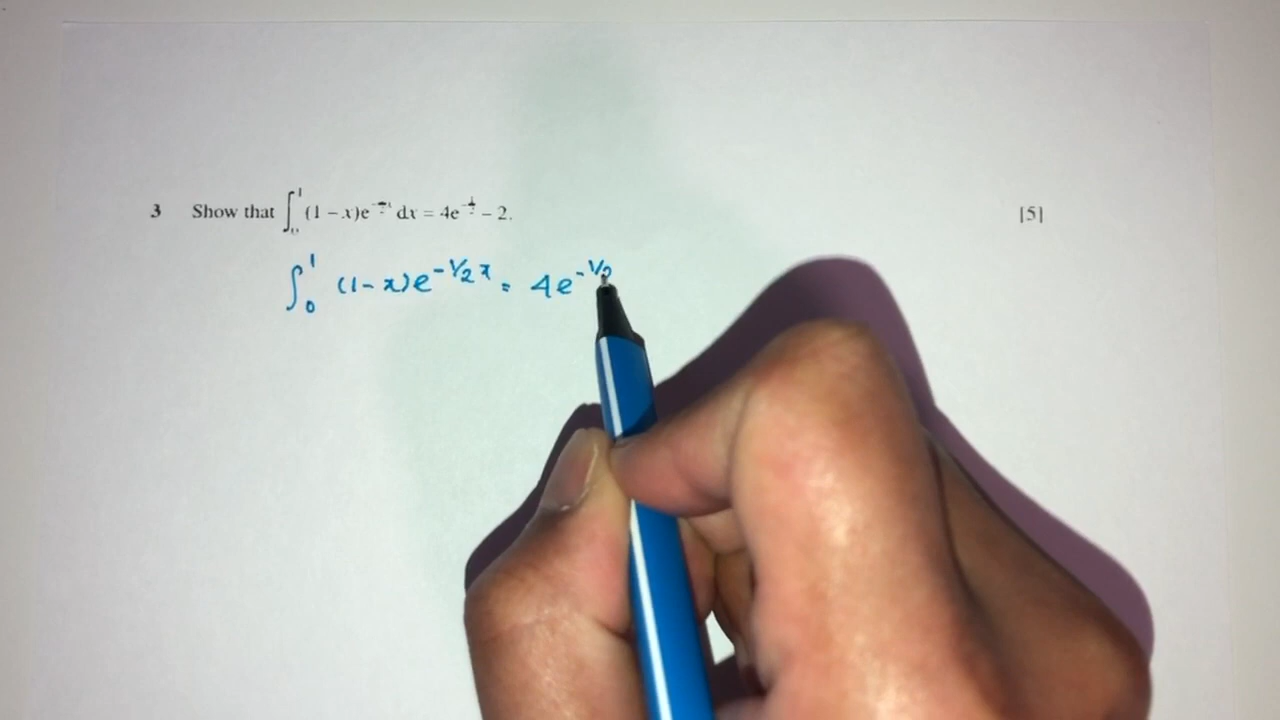 3 Show that ∫₀¹ (1 − x)e^{−½x} dx = 4e^{−½} − 2. [5]
∫₀¹ (1-x)e^{-1/2 x} = 4e^{-1/2}